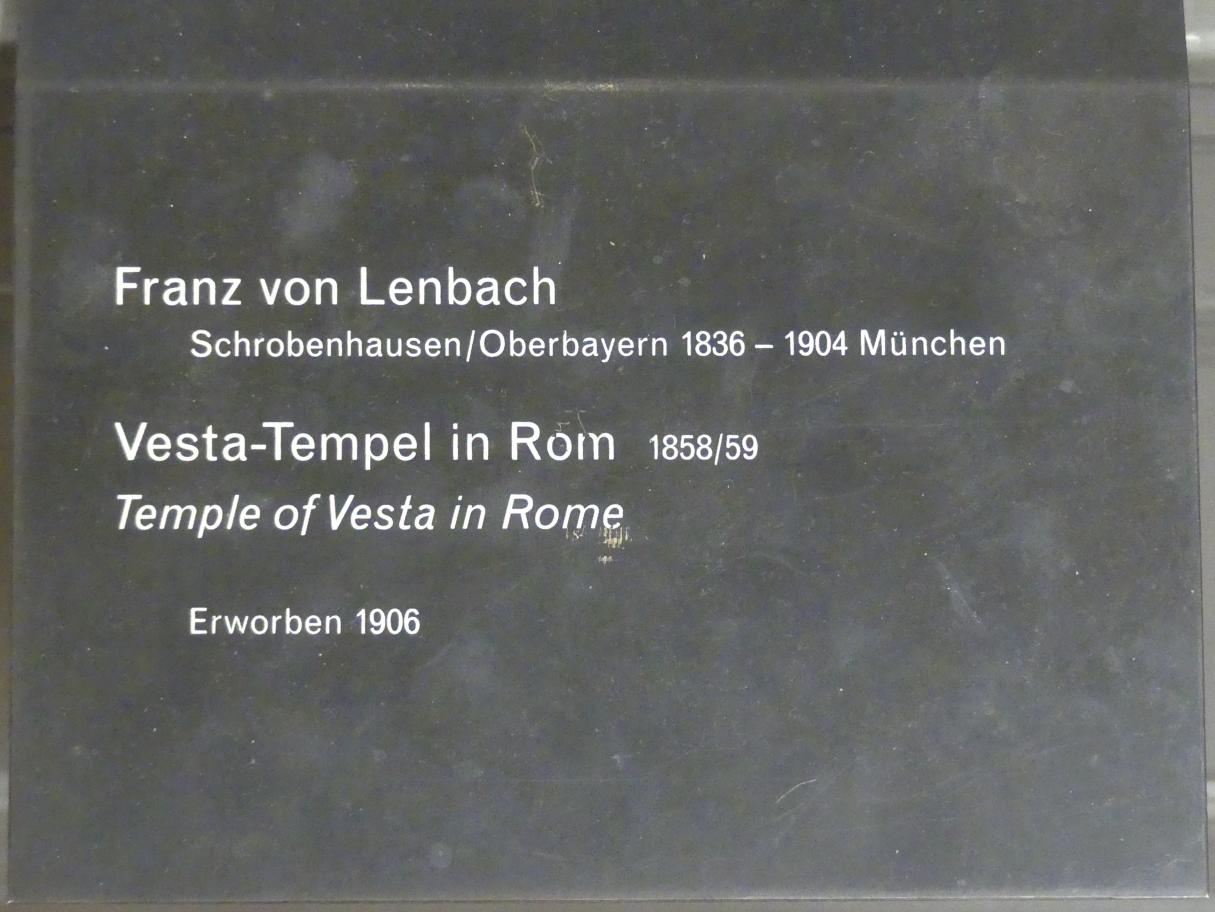 Franz von Lenbach
Schrobenhausen/Oberbayern 1836 – 1904 München
Vesta-Tempel in Rom 1858/59
Temple of Vesta in Rome
Erworben 1906